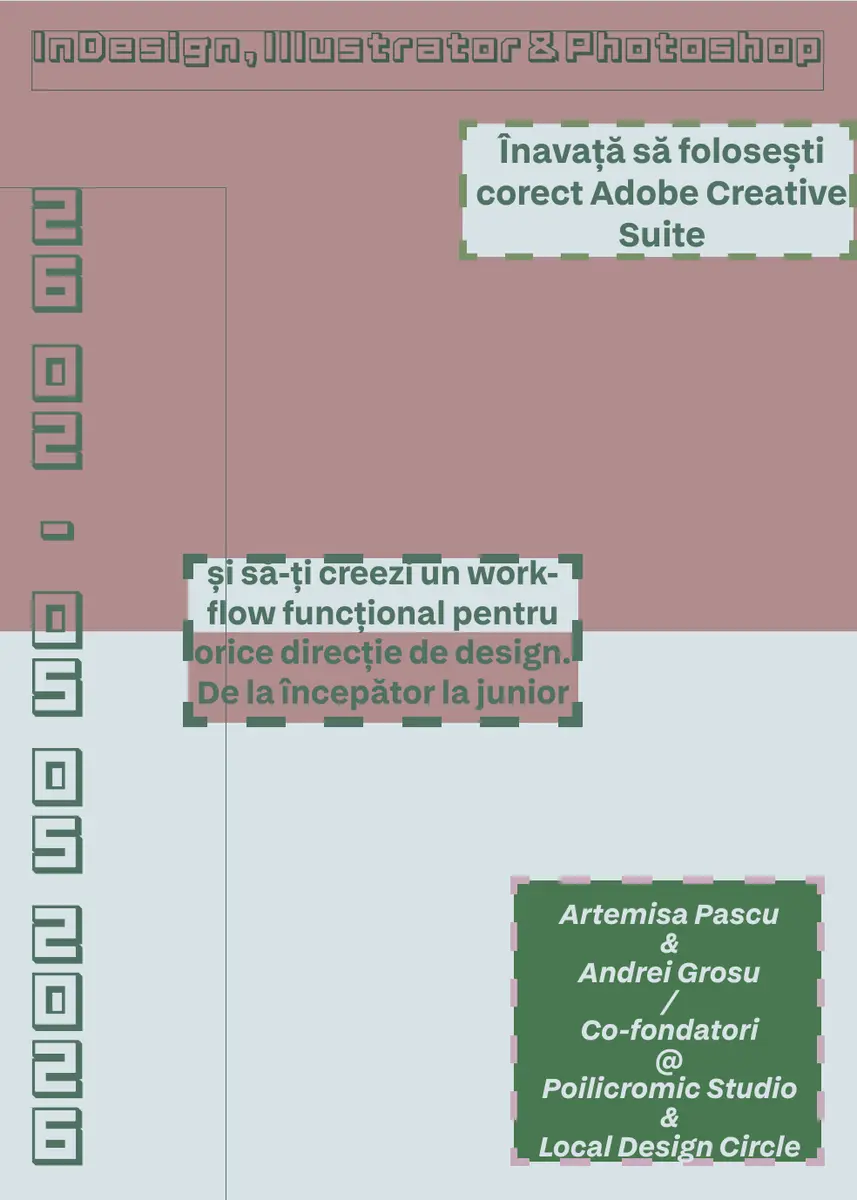 InDesign, Illustrator & Photoshop
Înavață să folosești
corect Adobe Creative
Suite
26 02 - 05 05 2026
și să-ți creezi un work-
flow funcțional pentru
orice direcție de design.
De la începător la junior
Artemisa Pascu
&
Andrei Grosu
/
Co-fondatori
@
Poilicromic Studio
&
Local Design Circle